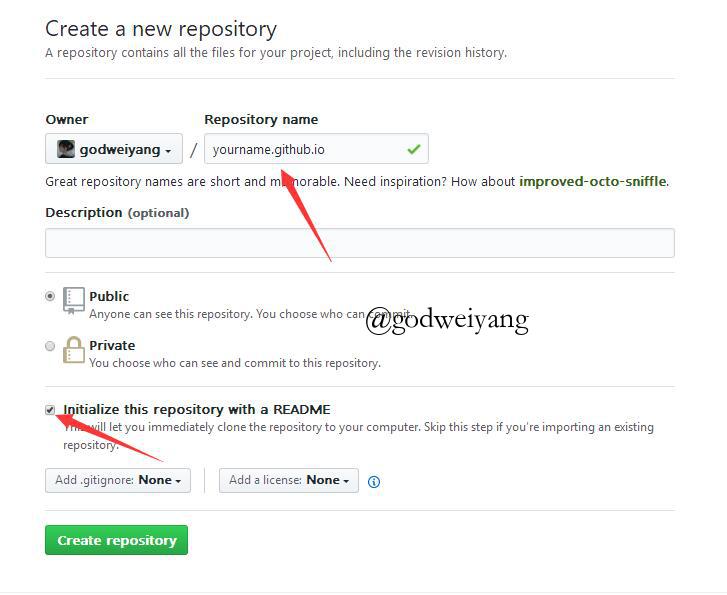 Create a new repository
A repository contains all the files for your project, including the revision history.
Owner
Repository name
godweiyang / yourname.github.io
Great repository names are short and memorable. Need inspiration? How about improved-octo-sniffle.
Description (optional)
Public
Anyone can see this repository. You choose who can commit.
@godweiyang
Private
You choose who can see and commit to this repository.
Initialize this repository with a README
This will let you immediately clone the repository to your computer. Skip this step if you're importing an existing
repository.
Add .gitignore: None
Add a license: None
Create repository